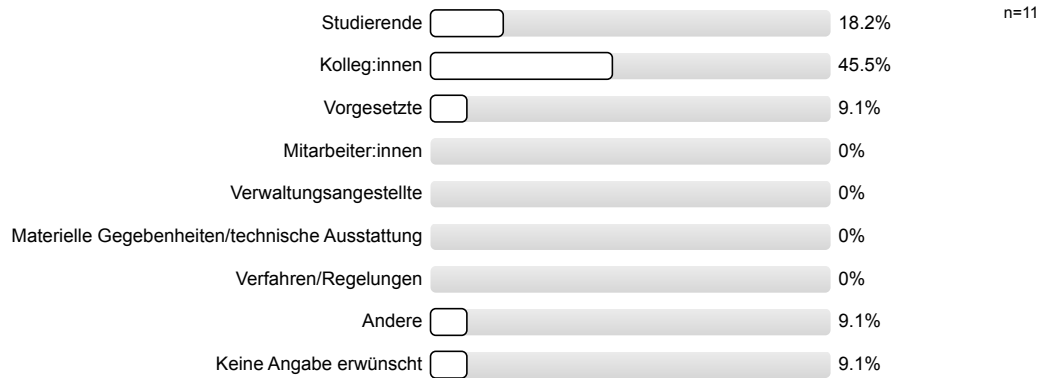 Studierende 18.2% n=11
Kolleg:innen 45.5%
Vorgesetzte 9.1%
Mitarbeiter:innen 0%
Verwaltungsangestellte 0%
Materielle Gegebenheiten/technische Ausstattung 0%
Verfahren/Regelungen 0%
Andere 9.1%
Keine Angabe erwünscht 9.1%